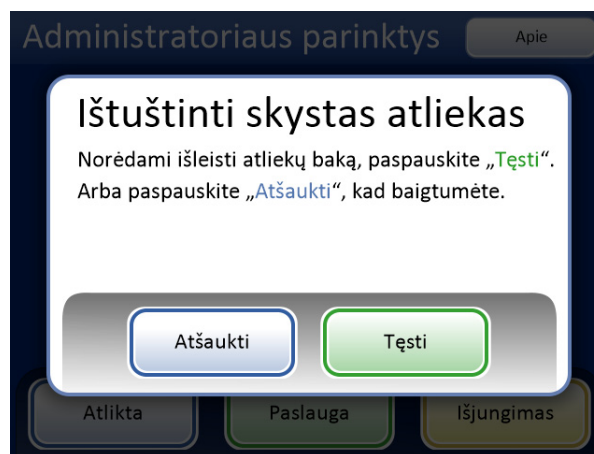 Administratoriaus parinktys
Apie
Ištuštinti skystas atliekas
Norėdami išleisti atliekų baką, paspauskite „Tęsti“.
Arba paspauskite „Atšaukti“, kad baigtumėte.
Atšaukti
Tęsti
Atlikta
Paslauga
Išjungimas